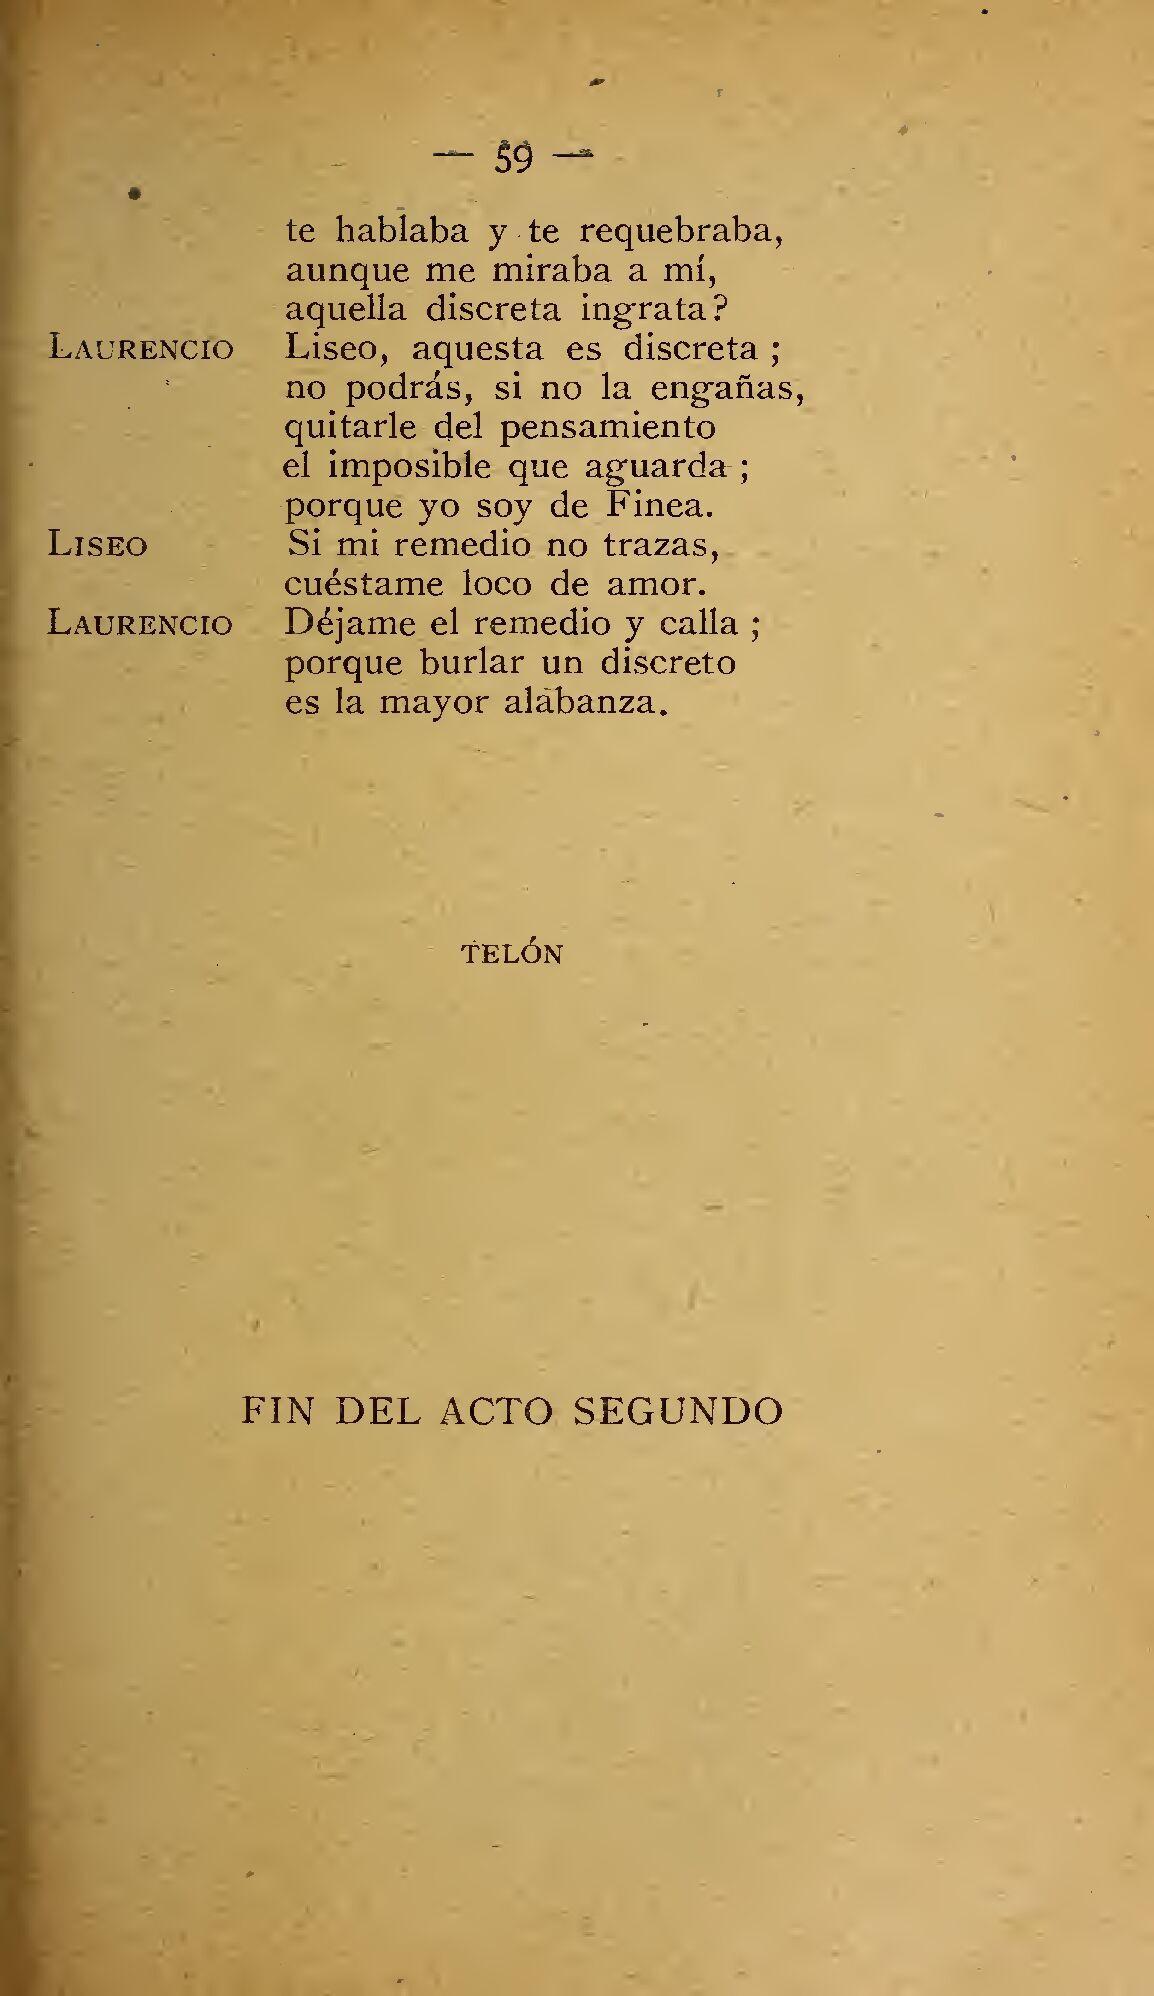 — 59 —
te hablaba y te requebraba,
aunque me miraba a mí,
aquella discreta ingrata?
LAURENCIO Liseo, aquesta es discreta ;
no podrás, si no la engañas,
quitarle del pensamiento
el imposible que aguarda ;
porque yo soy de Finea.
LISEO Si mi remedio no trazas,
cuéstame loco de amor.
LAURENCIO Déjame el remedio y calla ;
porque burlar un discreto
es la mayor alabanza.
TELÓN
FIN DEL ACTO SEGUNDO